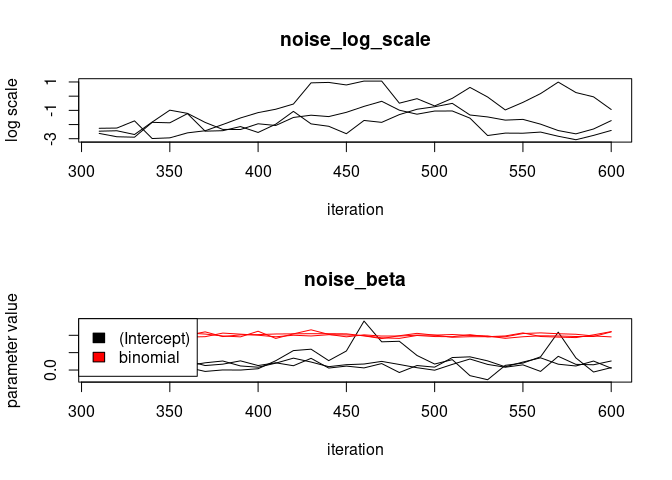 noise_log_scale
log scale
1
-1
-3
300 350 400 450 500 550 600
iteration
noise_beta
parameter value
0.0
(Intercept)
binomial
300 350 400 450 500 550 600
iteration